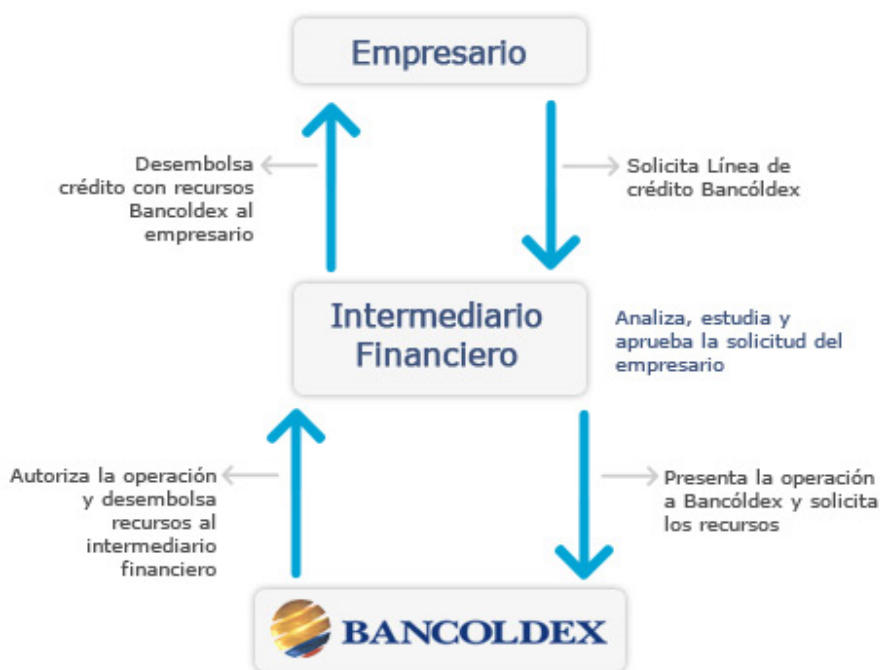 Empresario
Desembolsa
crédito con recursos
Bancoldex al
empresario
Solicita Línea de
crédito Bancóldex
Intermediario
Financiero
Analiza, estudia y
aprueba la solicitud del
empresario
Autoriza la operación
y desembolsa
recursos al
intermediario
financiero
Presenta la operación
a Bancóldex y solicita
los recursos
BANCOLDEX